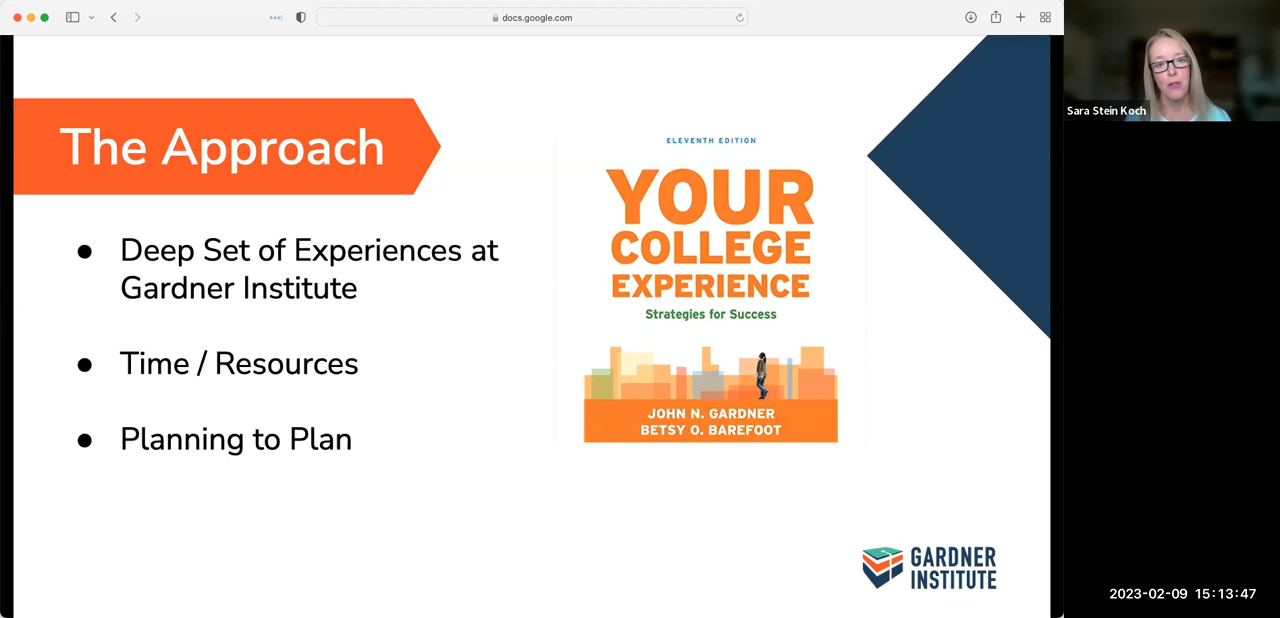 docs.google.com
The Approach
● Deep Set of Experiences at
Gardner Institute
● Time / Resources
● Planning to Plan
ELEVENTH EDITION
YOUR
COLLEGE
EXPERIENCE
Strategies for Success
JOHN N. GARDNER
BETSY O. BAREFOOT
GARDNER
INSTITUTE
Sara Stein Koch
2023-02-09 15:13:47